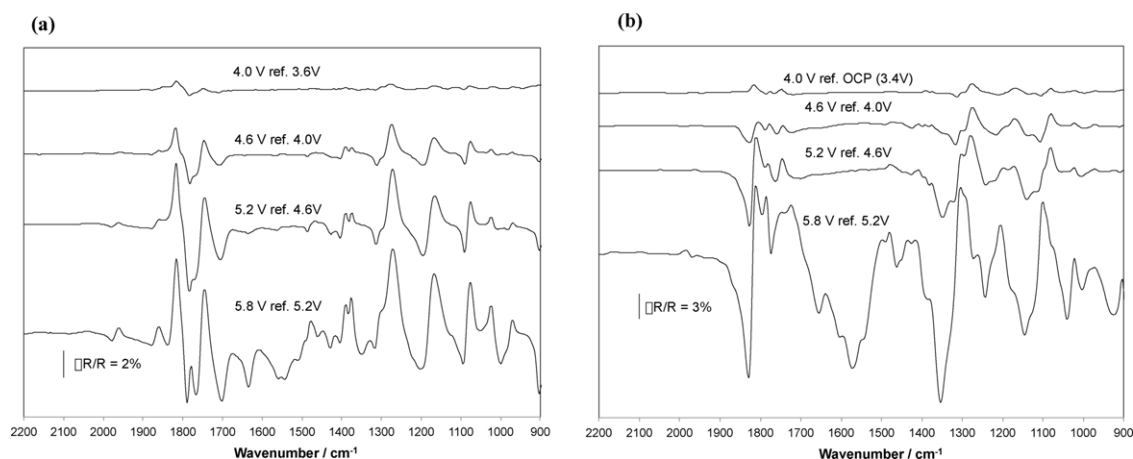 (a)
4.0 V ref. 3.6V
4.6 V ref. 4.0V
5.2 V ref. 4.6V
5.8 V ref. 5.2V
▯R/R = 2%
2200 2100 2000 1900 1800 1700 1600 1500 1400 1300 1200 1100 1000 900
Wavenumber / cm⁻¹
(b)
4.0 V ref. OCP (3.4V)
4.6 V ref. 4.0V
5.2 V ref. 4.6V
5.8 V ref. 5.2V
▯R/R = 3%
2200 2100 2000 1900 1800 1700 1600 1500 1400 1300 1200 1100 1000 900
Wavenumber / cm⁻¹